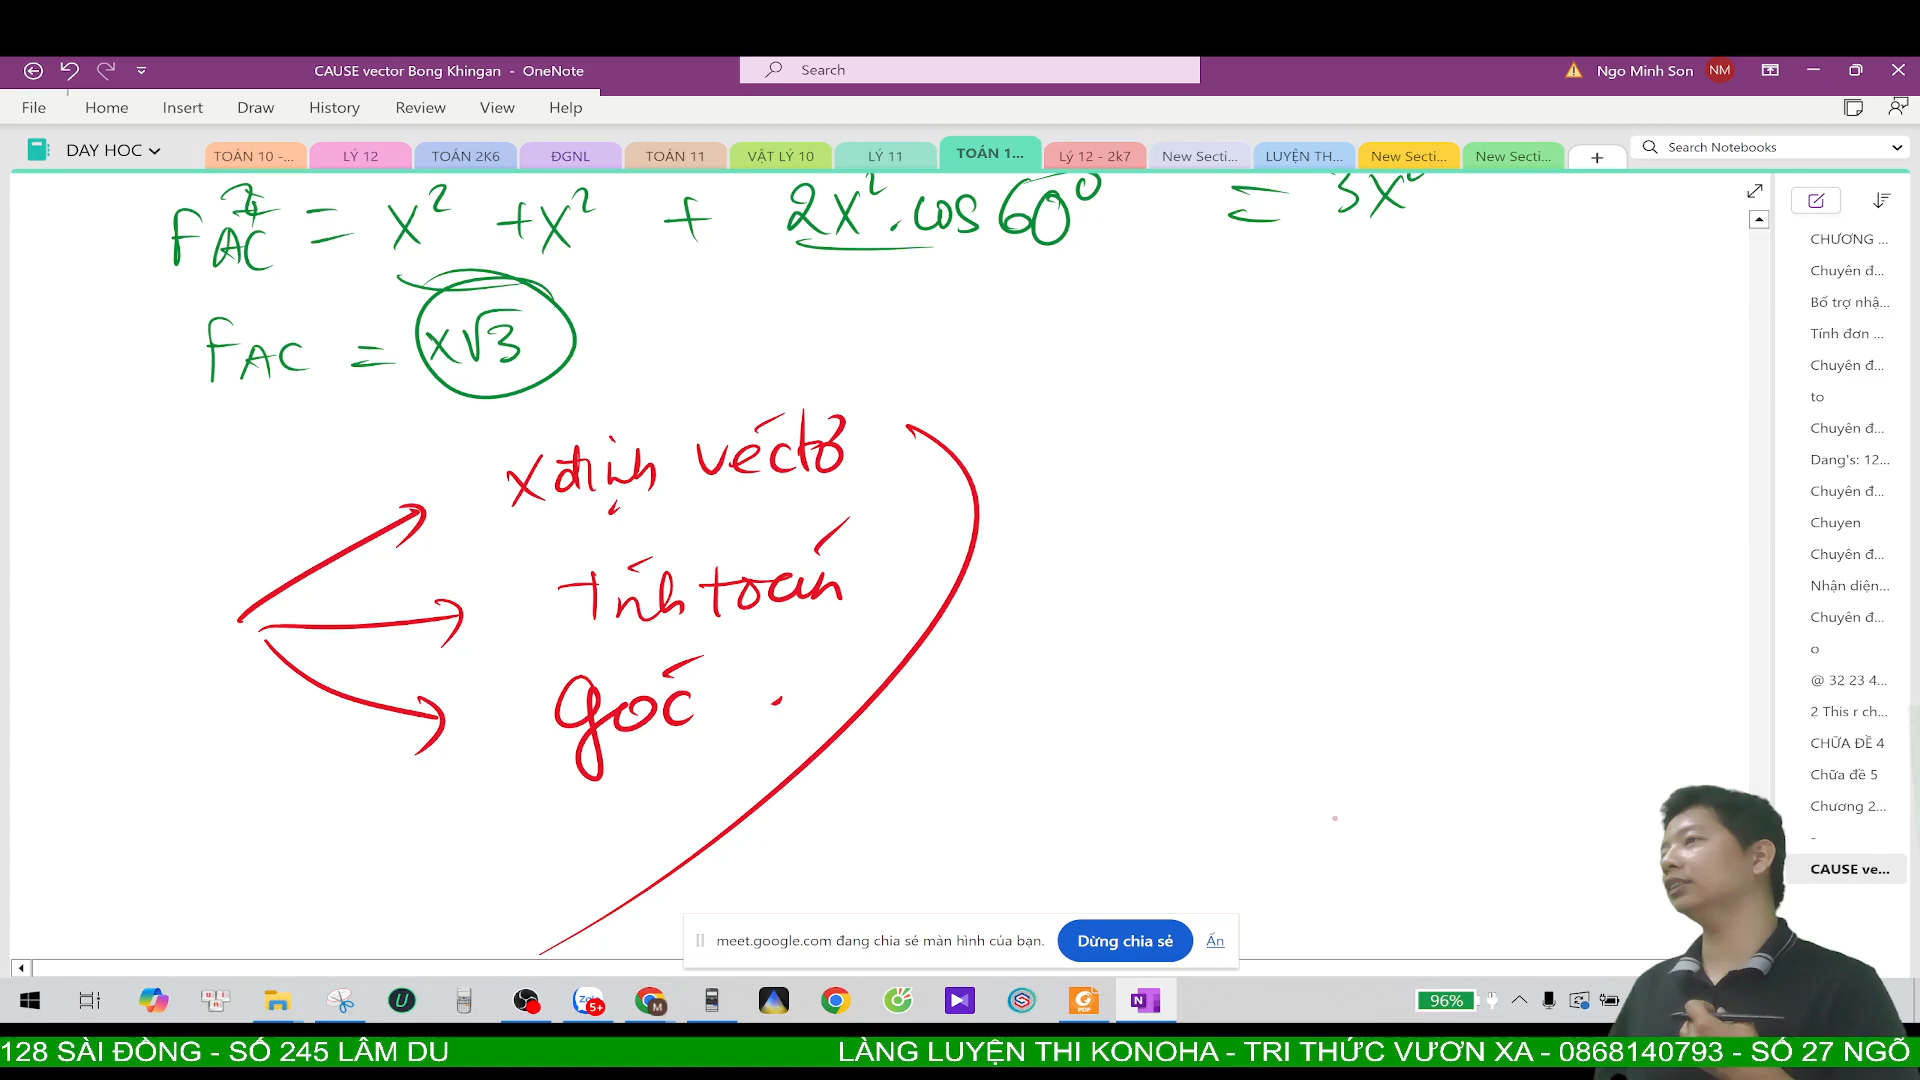 CAUSE vector Bong Khingan - OneNote
Search
Ngo Minh Son NM
File Home Insert Draw History Review View Help
DAY HOC
TOÁN 10 -... LÝ 12 TOÁN 2K6 ĐGNL TOÁN 11 VẬT LÝ 10 LÝ 11 TOÁN 1... Lý 12 - 2k7 New Secti... LUYỆN TH... New Secti... New Secti... +
Search Notebooks
F²AC = x² + x² + 2x².cos 60⁰ = 3x²
FAC = x√3
x định véctơ
tính toán
góc .
CHƯƠNG ...
Chuyên đ...
Bố trợ nhậ...
Tính đơn ...
Chuyên đ...
to
Chuyên đ...
Dang's: 12...
Chuyên đ...
Chuyen
Chuyên đ...
Nhận diện...
Chuyên đ...
o
@ 32 23 4...
2 This r ch...
CHỮA ĐỀ 4
Chữa đề 5
Chương 2...
-
CAUSE ve...
meet.google.com đang chia sẻ màn hình của bạn. Dừng chia sẻ Ẩn
96%
128 SÀI ĐỒNG - SỐ 245 LÂM DU
LÀNG LUYỆN THI KONOHA - TRI THỨC VƯƠN XA - 0868140793 - SỐ 27 NGÕ